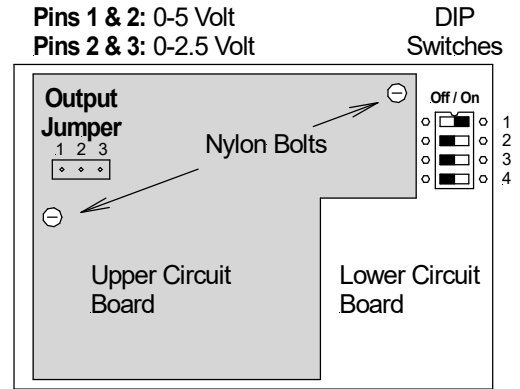 Pins 1 & 2: 0-5 Volt
Pins 2 & 3: 0-2.5 Volt
DIP
Switches
Output
Jumper
1 2 3
Nylon Bolts
Off / On
1
2
3
4
Upper Circuit
Board
Lower Circuit
Board